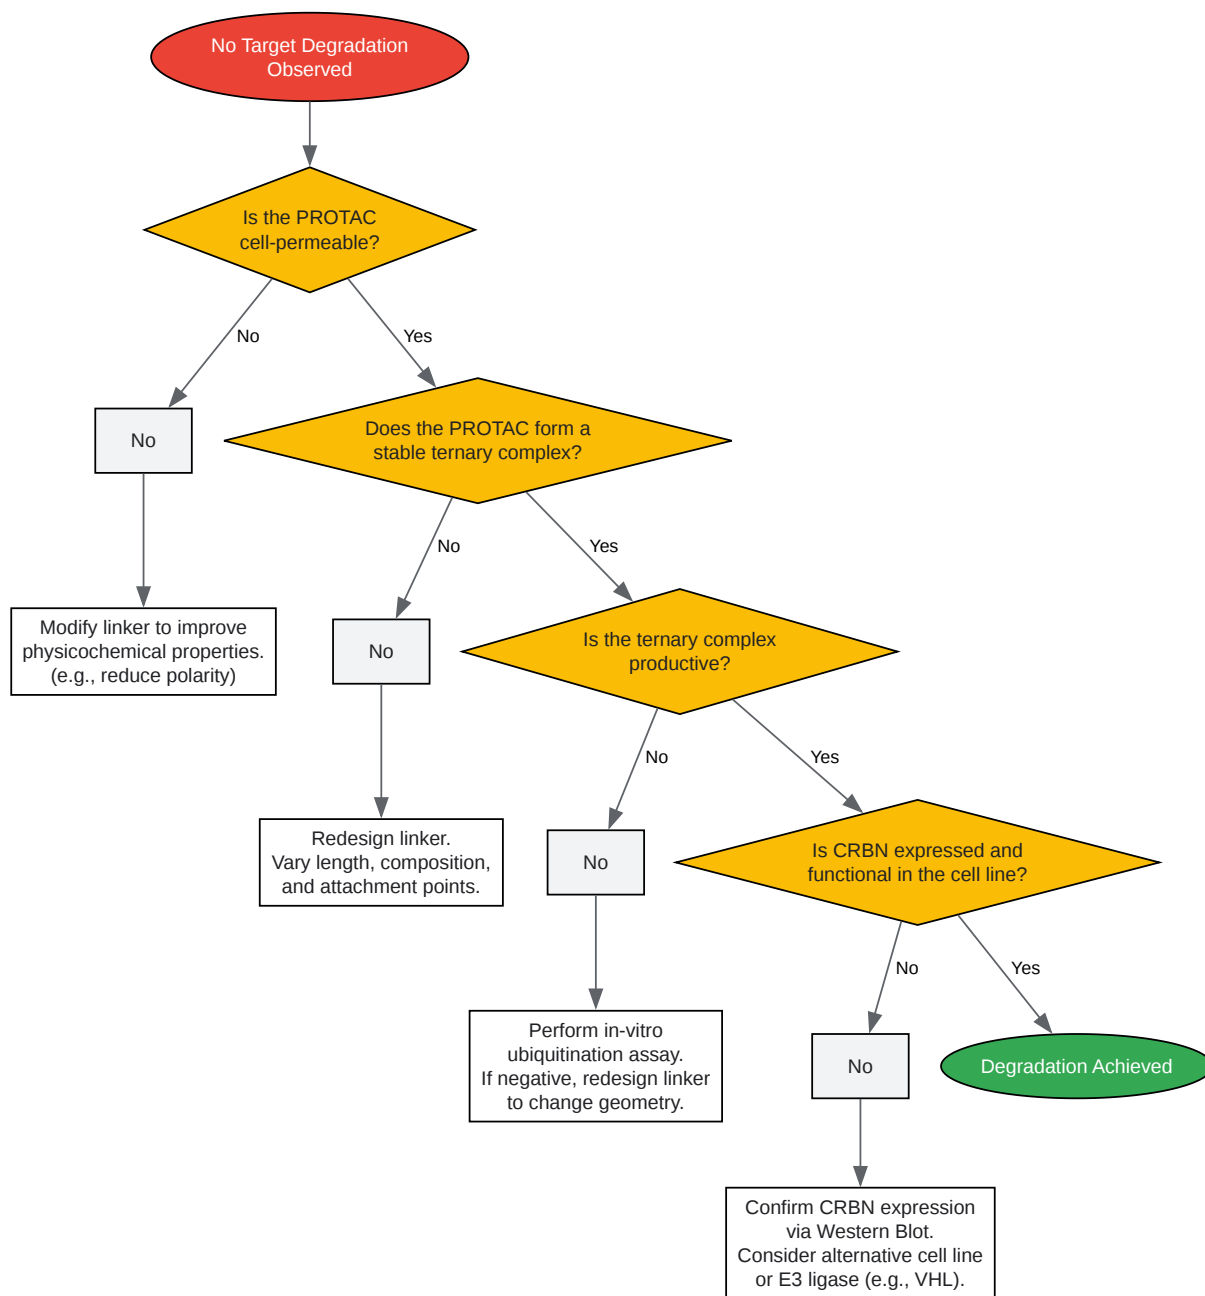 No Target Degradation
Observed
Is the PROTAC
cell-permeable?
No
Yes
No
Does the PROTAC form a
stable ternary complex?
No
Yes
Modify linker to improve
physicochemical properties.
(e.g., reduce polarity)
No
Is the ternary complex
productive?
No
Yes
Redesign linker.
Vary length, composition,
and attachment points.
No
Is CRBN expressed and
functional in the cell line?
No
Yes
Perform in-vitro
ubiquitination assay.
If negative, redesign linker
to change geometry.
No
Degradation Achieved
Confirm CRBN expression
via Western Blot.
Consider alternative cell line
or E3 ligase (e.g., VHL).